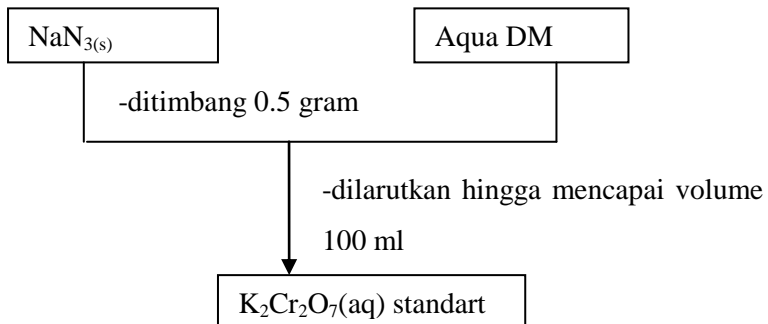 NaN₃₍ₛ₎
Aqua DM
-ditimbang 0.5 gram
-dilarutkan hingga mencapai volume
100 ml
K₂Cr₂O₇(aq) standart